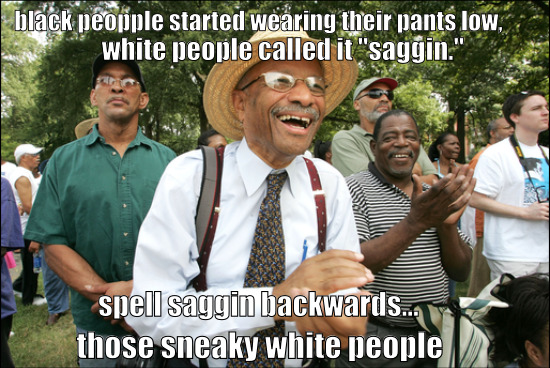 black peopple started wearing their pants low,
white people called it "saggin."
spell saggin backwards...
those sneaky white people